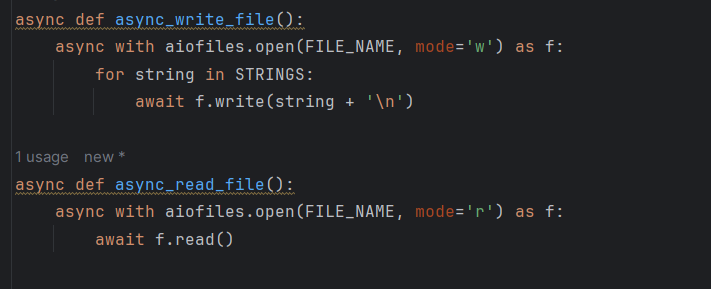 async def async_write_file():
    async with aiofiles.open(FILE_NAME, mode='w') as f:
        for string in STRINGS:
            await f.write(string + '\n')
1 usage   new *
async def async_read_file():
    async with aiofiles.open(FILE_NAME, mode='r') as f:
        await f.read()